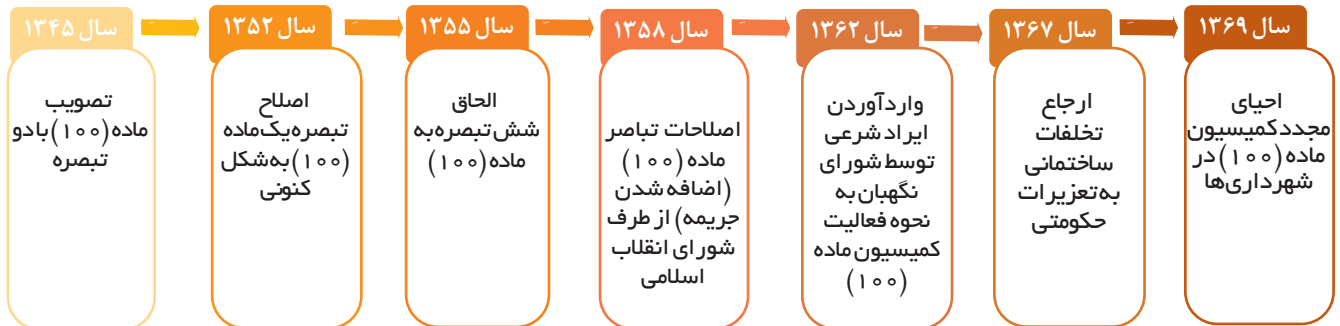 سال ۱۳۴۵
تصویب
ماده (۱۰۰) با دو
تبصره
سال ۱۳۵۲
اصلاح
تبصره یک ماده
(۱۰۰) به شکل
کنونی
سال ۱۳۵۵
الحاق
شش تبصره به
ماده (۱۰۰)
سال ۱۳۵۸
اصلاحات تباصر
ماده (۱۰۰)
(اضافه شدن
جریمه) از طرف
شورای انقلاب
اسلامی
سال ۱۳۶۲
واردآوردن
ایراد شرعی
توسط شورای
نگهبان به
نحوه فعالیت
کمیسیون ماده
(۱۰۰)
سال ۱۳۶۷
ارجاع
تخلفات
ساختمانی
به تعزیرات
حکومتی
سال ۱۳۶۹
احیای
مجدد کمیسیون
ماده (۱۰۰) در
شهرداری‌ها